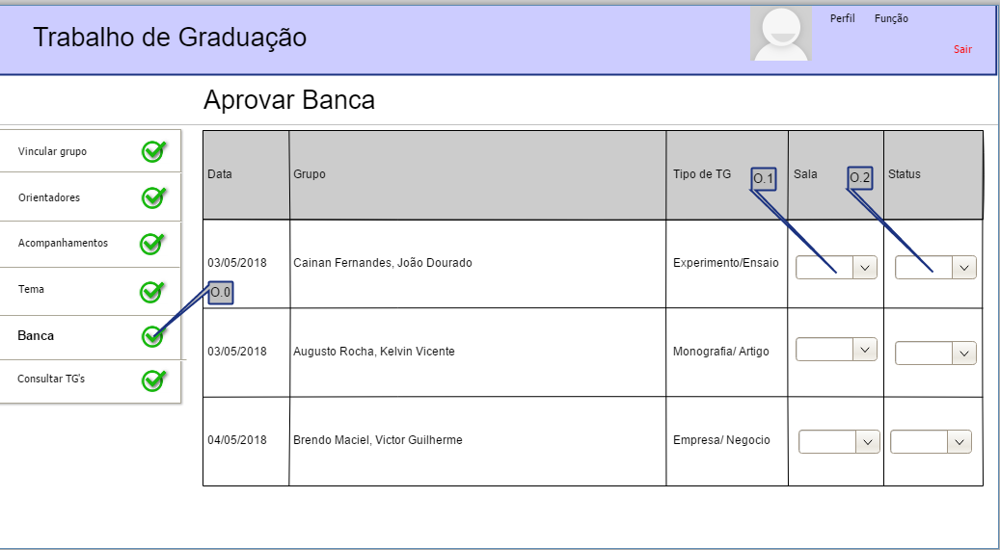 Trabalho de Graduação
Perfil Função
Sair
Aprovar Banca
Vincular grupo
Orientadores
Acompanhamentos
Tema
Banca
Consultar TG's
Data Grupo Tipo de TG O.1 Sala O.2 Status
03/05/2018 Cainan Fernandes, João Dourado Experimento/Ensaio
O.0
03/05/2018 Augusto Rocha, Kelvin Vicente Monografia/ Artigo
04/05/2018 Brendo Maciel, Victor Guilherme Empresa/ Negocio